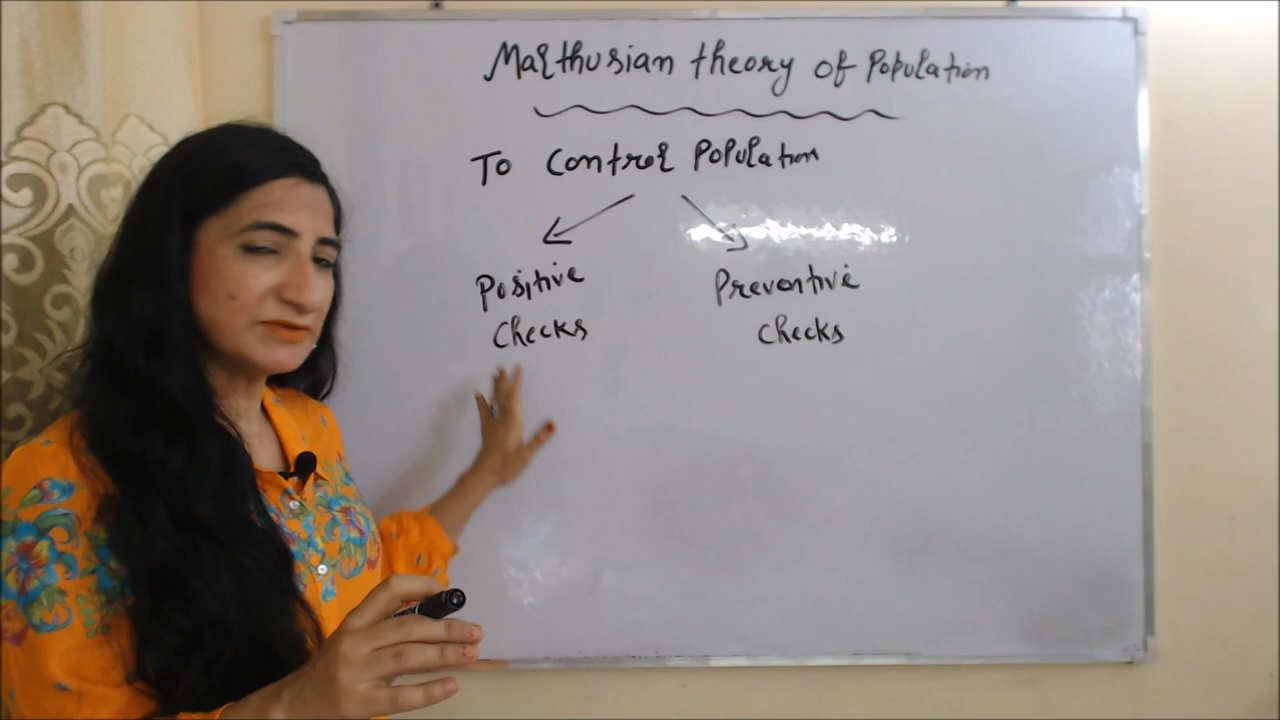 Malthusian theory of Population
To Control Population
Positive Preventive
Checks Checks